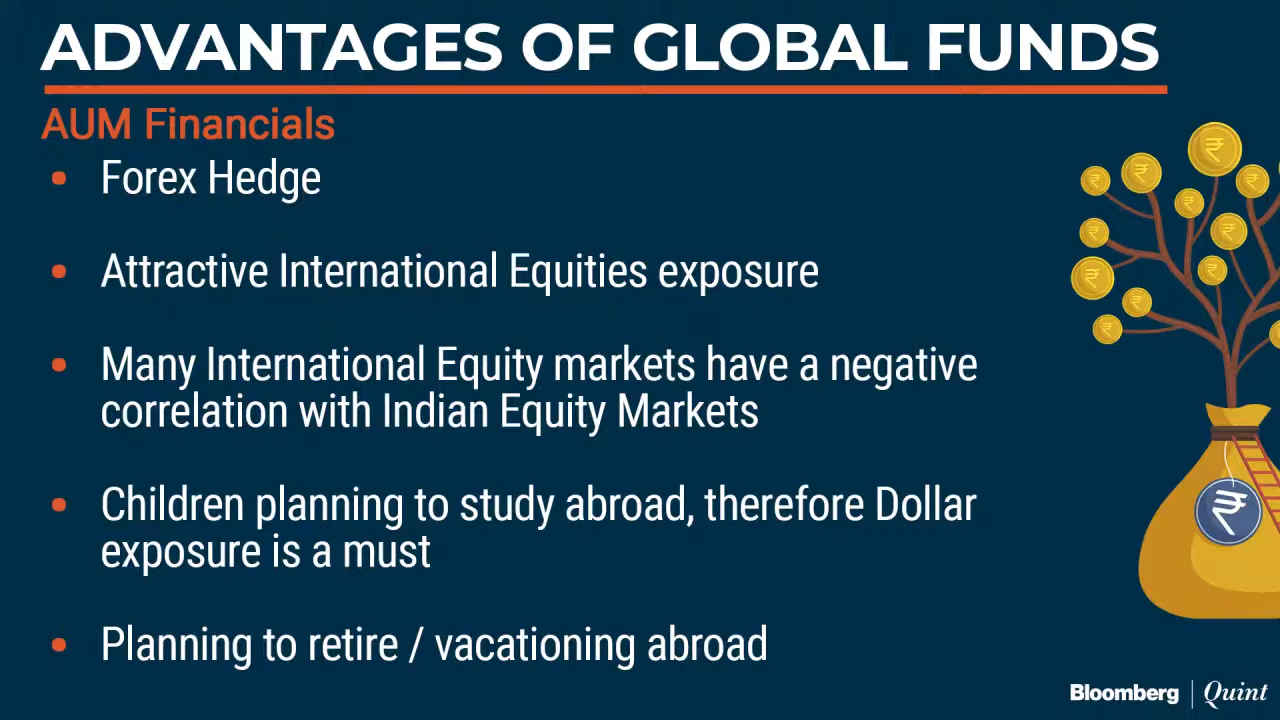 ADVANTAGES OF GLOBAL FUNDS
AUM Financials
• Forex Hedge
• Attractive International Equities exposure
• Many International Equity markets have a negative
correlation with Indian Equity Markets
• Children planning to study abroad, therefore Dollar
exposure is a must
• Planning to retire / vacationing abroad
₹
Bloomberg | Quint